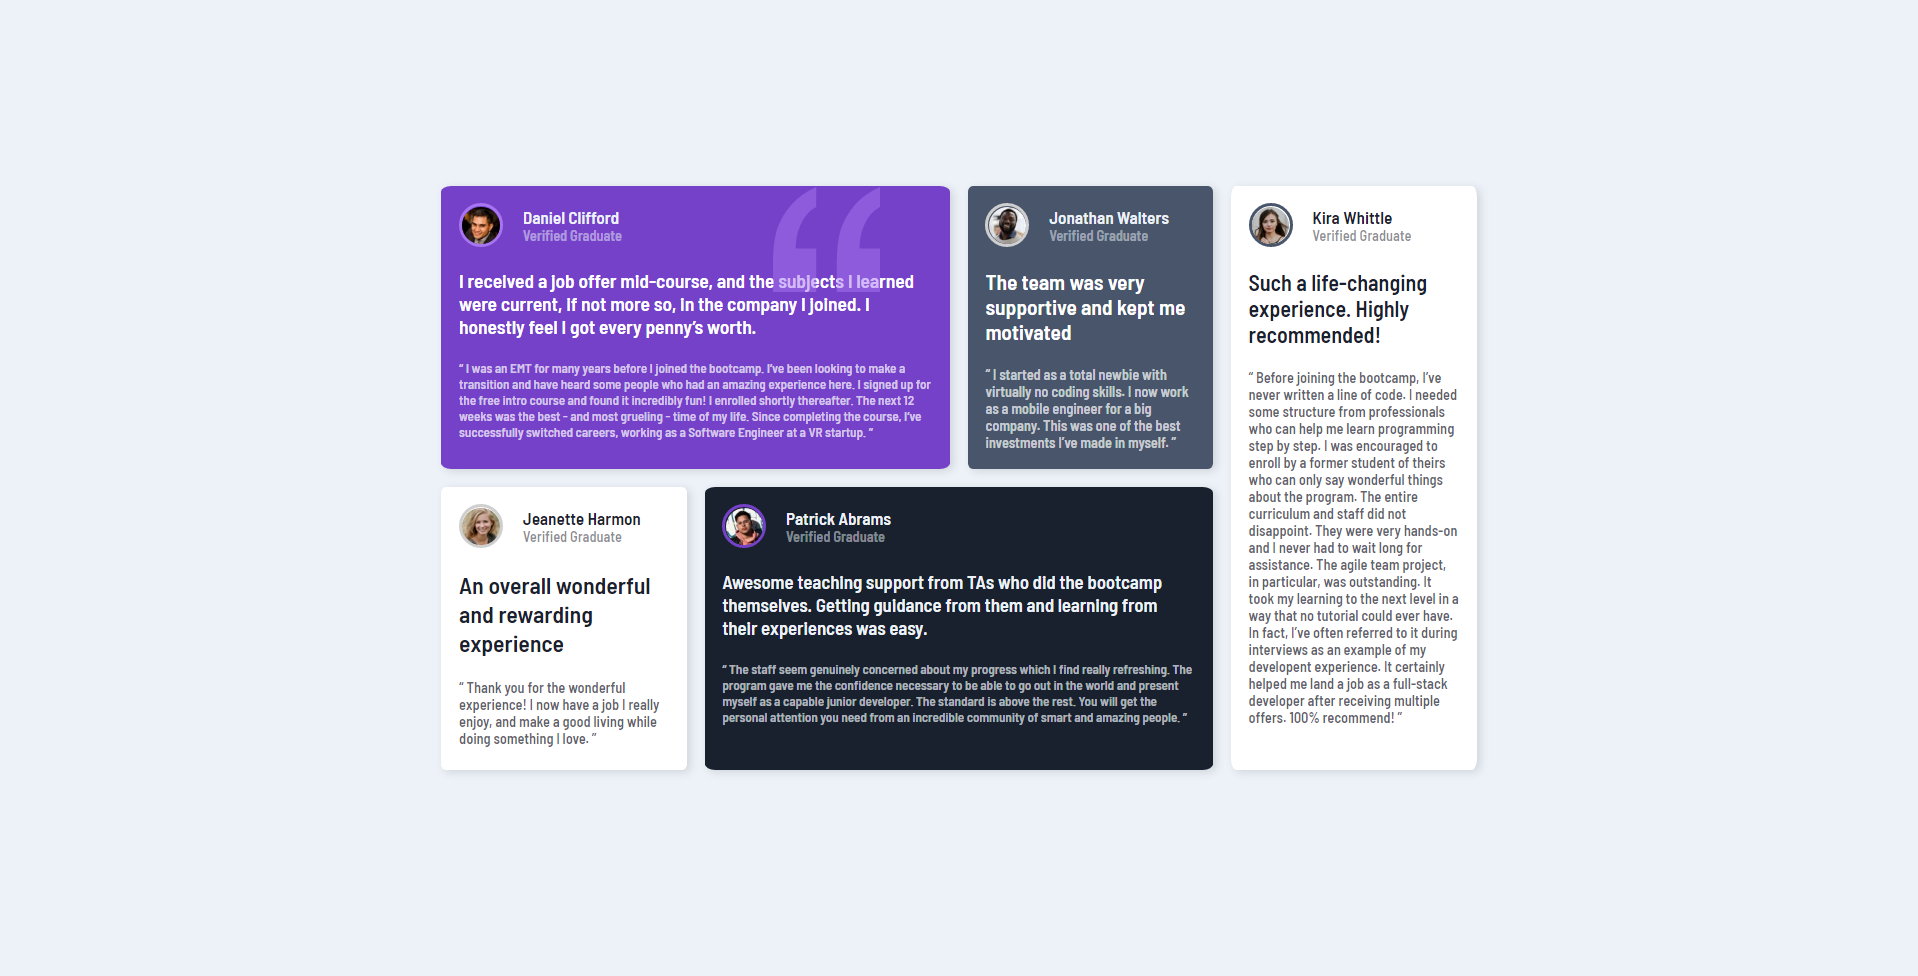 Daniel Clifford
Verified Graduate
I received a job offer mid-course, and the subjects I learned
were current, if not more so, in the company I joined. I
honestly feel I got every penny’s worth.
“ I was an EMT for many years before I joined the bootcamp. I’ve been looking to make a
transition and have heard some people who had an amazing experience here. I signed up for
the free intro course and found it incredibly fun! I enrolled shortly thereafter. The next 12
weeks was the best - and most grueling - time of my life. Since completing the course, I’ve
successfully switched careers, working as a Software Engineer at a VR startup. ”
Jonathan Walters
Verified Graduate
The team was very
supportive and kept me
motivated
“ I started as a total newbie with
virtually no coding skills. I now work
as a mobile engineer for a big
company. This was one of the best
investments I’ve made in myself. ”
Kira Whittle
Verified Graduate
Such a life-changing
experience. Highly
recommended!
“ Before joining the bootcamp, I’ve
never written a line of code. I needed
some structure from professionals
who can help me learn programming
step by step. I was encouraged to
enroll by a former student of theirs
who can only say wonderful things
about the program. The entire
curriculum and staff did not
disappoint. They were very hands-on
and I never had to wait long for
assistance. The agile team project,
in particular, was outstanding. It
took my learning to the next level in a
way that no tutorial could ever have.
In fact, I’ve often referred to it during
interviews as an example of my
developent experience. It certainly
helped me land a job as a full-stack
developer after receiving multiple
offers. 100% recommend! ”
Jeanette Harmon
Verified Graduate
An overall wonderful
and rewarding
experience
“ Thank you for the wonderful
experience! I now have a job I really
enjoy, and make a good living while
doing something I love. ”
Patrick Abrams
Verified Graduate
Awesome teaching support from TAs who did the bootcamp
themselves. Getting guidance from them and learning from
their experiences was easy.
“ The staff seem genuinely concerned about my progress which I find really refreshing. The
program gave me the confidence necessary to be able to go out in the world and present
myself as a capable junior developer. The standard is above the rest. You will get the
personal attention you need from an incredible community of smart and amazing people. ”